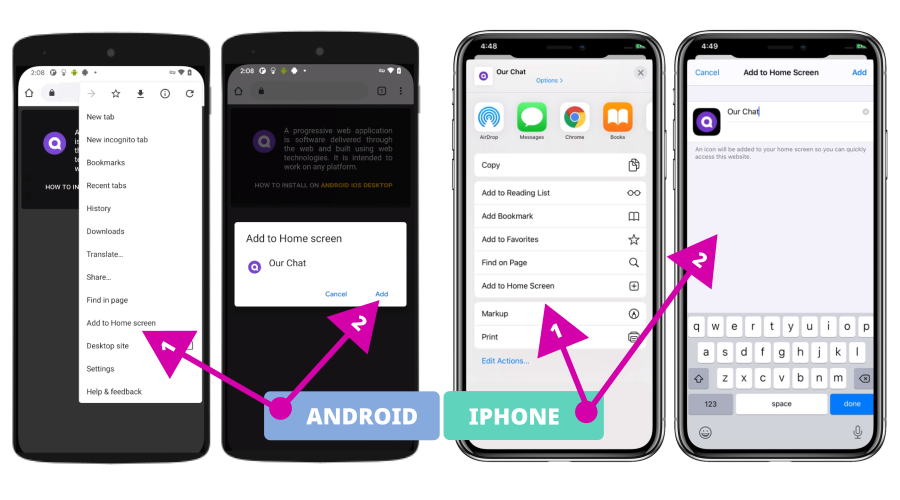 2:08
New tab
New incognito tab
Bookmarks
Recent tabs
History
Downloads
Translate...
Share...
Find in page
Add to Home screen
Desktop site
Settings
Help & feedback
HOW TO IN
1
2:08
1
A progressive web application
is software delivered through
the web and built using web
technologies. It is intended to
work on any platform.
HOW TO INSTALL ON ANDROID IOS DESKTOP
Add to Home screen
Our Chat
Cancel
Add
2
ANDROID
4:48
Our Chat
Options >
AirDrop
Messages
Chrome
Books
Copy
Add to Reading List
Add Bookmark
Add to Favorites
Find on Page
Add to Home Screen
Markup
Print
Edit Actions...
1
IPHONE
4:49
Cancel
Add to Home Screen
Add
Our Chat
An icon will be added to your home screen so you can quickly
access this website.
2
q w e r t y u i o p
a s d f g h j k l
z x c v b n m
123
space
done